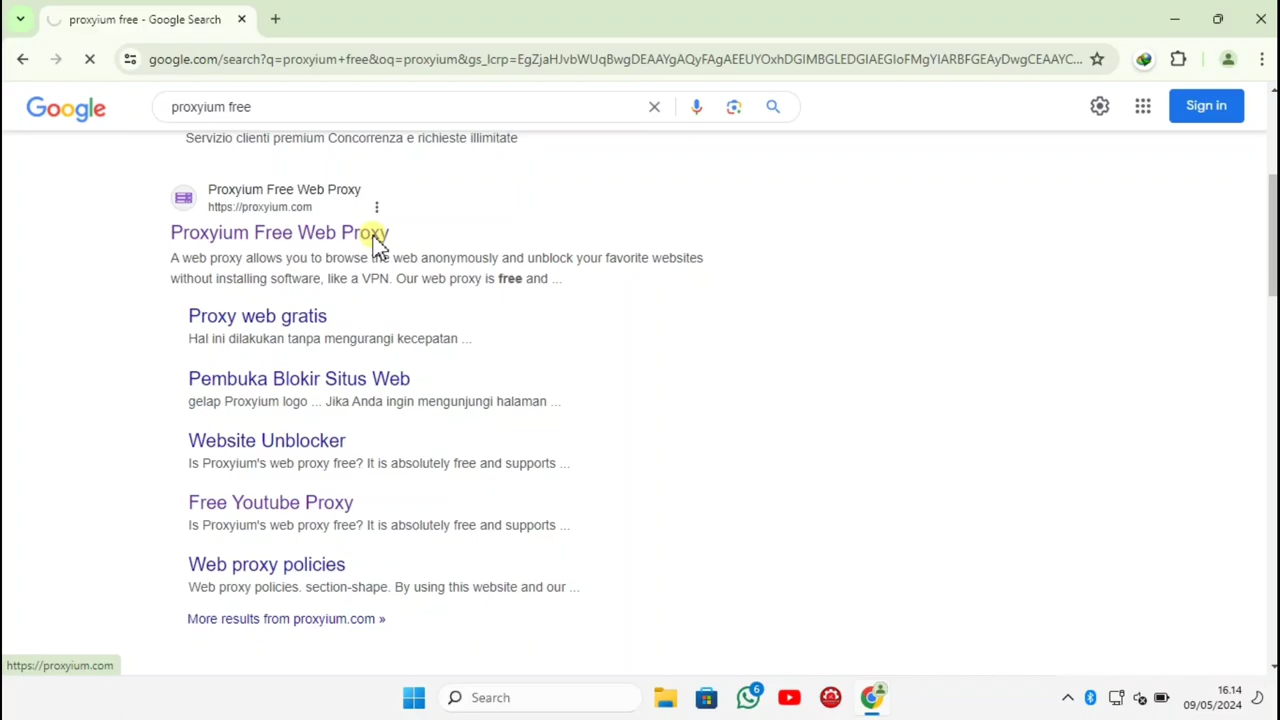 proxyium free - Google Search
google.com/search?q=proxyium+free&oq=proxyium&gs_lcrp=EgZjaHJvbWUqBwgDEAAYgAQyFAgAEEUYOxhDGIMBGLEDGIAEGIoFMgYIARBFGEAyDwgCEAAYC...
Google
proxyium free
Sign in
Servizio clienti premium Concorrenza e richieste illimitate
Proxyium Free Web Proxy
https://proxyium.com
Proxyium Free Web Proxy
A web proxy allows you to browse the web anonymously and unblock your favorite websites
without installing software, like a VPN. Our web proxy is free and ...
Proxy web gratis
Hal ini dilakukan tanpa mengurangi kecepatan ...
Pembuka Blokir Situs Web
gelap Proxyium logo ... Jika Anda ingin mengunjungi halaman ...
Website Unblocker
Is Proxyium's web proxy free? It is absolutely free and supports ...
Free Youtube Proxy
Is Proxyium's web proxy free? It is absolutely free and supports ...
Web proxy policies
Web proxy policies. section-shape. By using this website and our ...
More results from proxyium.com »
https://proxyium.com
Search
6
16.14
09/05/2024